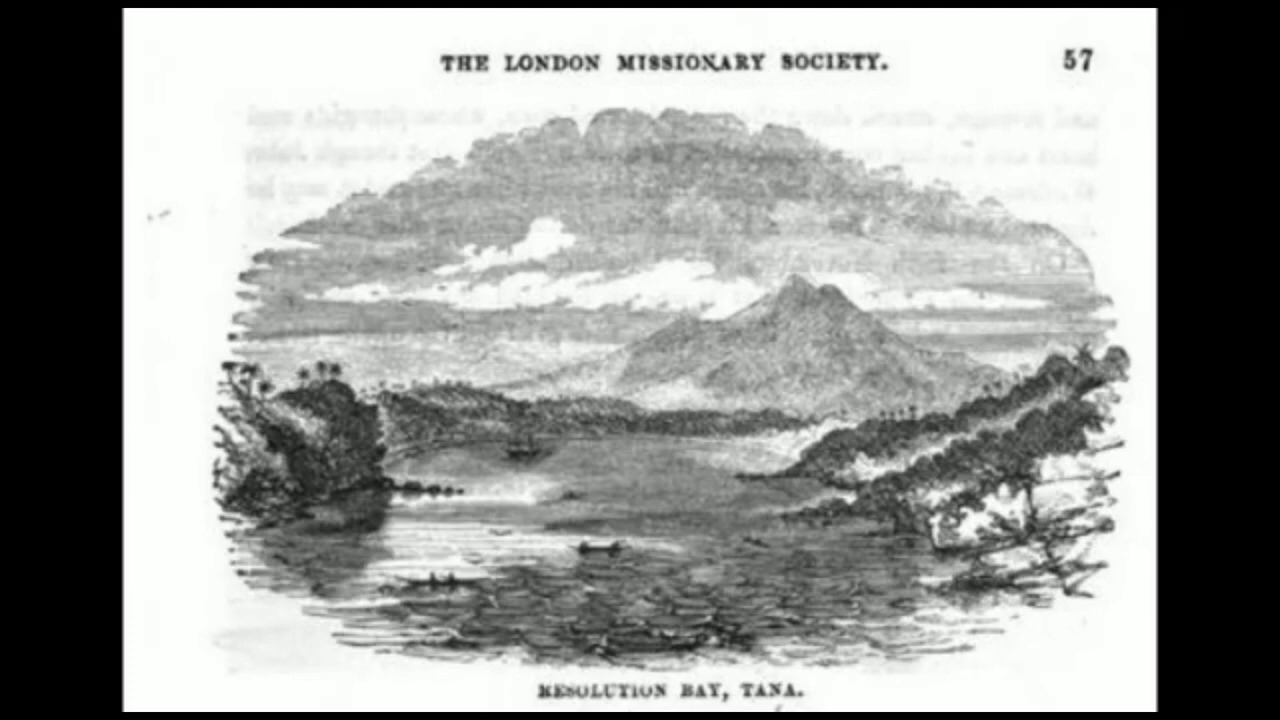 THE LONDON MISSIONARY SOCIETY. 57
RESOLUTION BAY, TANA.